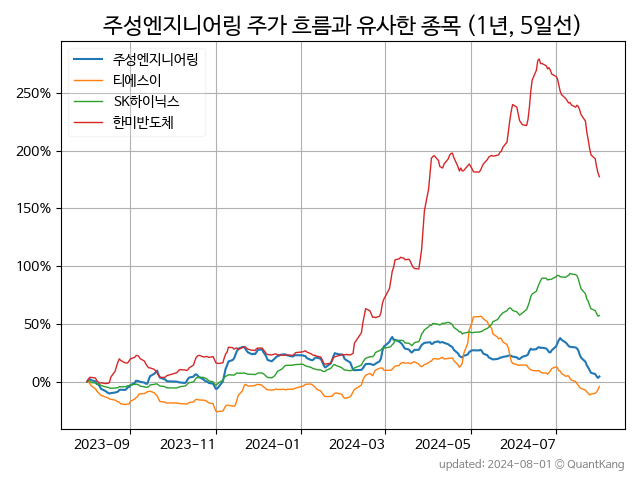 주성엔지니어링 주가 흐름과 유사한 종목 (1년, 5일선)
주성엔지니어링
티에스이
SK하이닉스
한미반도체
250%
200%
150%
100%
50%
0%
2023-09 2023-11 2024-01 2024-03 2024-05 2024-07
updated: 2024-08-01 © QuantKang